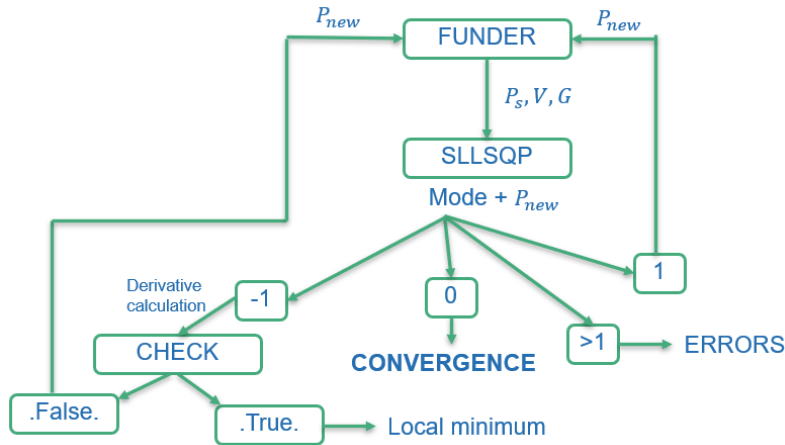 P_new
FUNDER
P_new
P_s, V, G
SLLSQP
Mode + P_new
Derivative
calculation
-1
0
1
>1
ERRORS
CHECK
CONVERGENCE
.False.
.True.
Local minimum